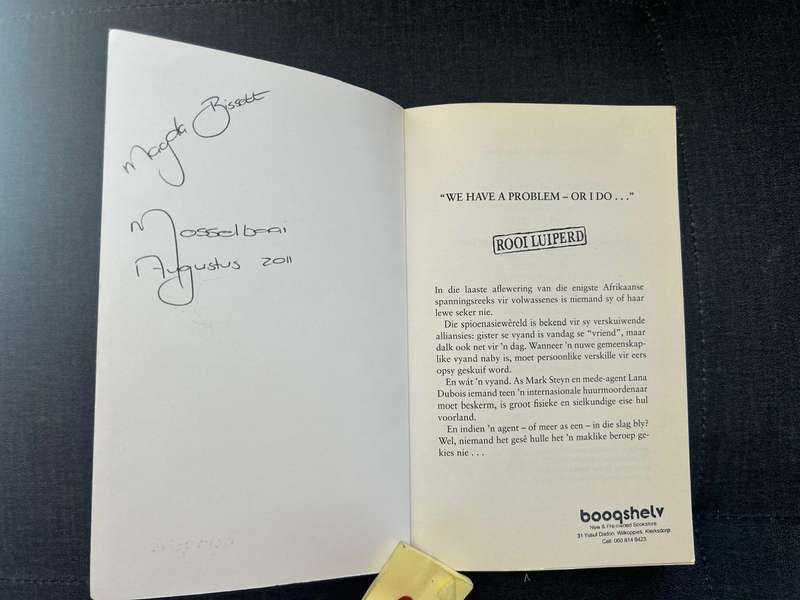 Magda Bissett
Mosselbaai
Augustus 2011
“WE HAVE A PROBLEM – OR I DO . . .”
ROOI LUIPERD
In die laaste aflewering van die enigste Afrikaanse
spanningsreeks vir volwassenes is niemand sy of haar
lewe seker nie.
Die spioenasiewêreld is bekend vir sy verskuiwende
alliansies: gister se vyand is vandag se “vriend”, maar
dalk ook net vir ’n dag. Wanneer ’n nuwe gemeenskap-
like vyand naby is, moet persoonlike verskille vir eers
opsy geskuif word.
En wát ’n vyand. As Mark Steyn en mede-agent Lana
Dubois iemand teen ’n internasionale huurmoordenaar
moet beskerm, is groot fisieke en sielkundige eise hul
voorland.
En indien ’n agent – of meer as een – in die slag bly?
Wel, niemand het gesê hulle het ’n maklike beroep ge-
kies nie . . .
booqshelv
New & Pre-owned Bookstore
31 Yusuf Dadoo, Wilkoppies, Klerksdorp
Cell: 060 814 8423